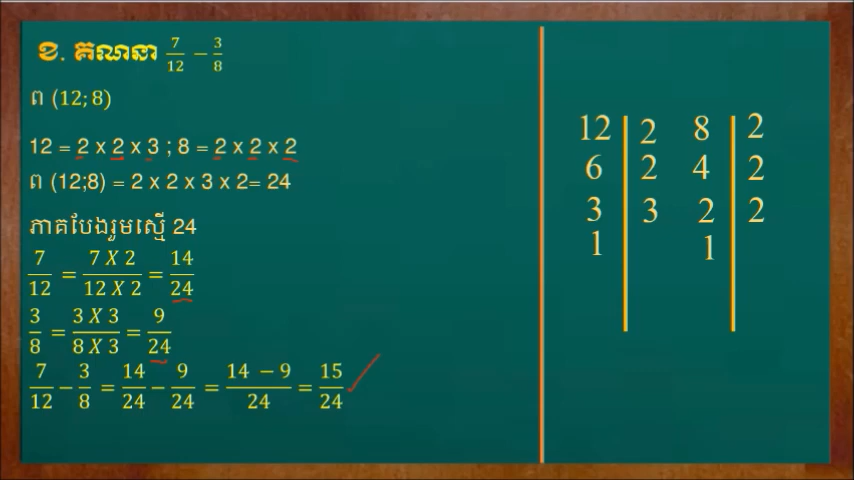 ខ. គណនា 7/12 − 3/8
ព (12; 8)
12 = 2 x 2 x 3 ; 8 = 2 x 2 x 2
ព (12;8) = 2 x 2 x 3 x 2= 24
ភាគបែងរួមស្មើ 24
7/12 = 7 X 2/12 X 2 = 14/24
3/8 = 3 X 3/8 X 3 = 9/24
7/12 − 3/8 = 14/24 − 9/24 = 14 − 9/24 = 15/24
12 2 8 2
6 2 4 2
3 3 2 2
1 1